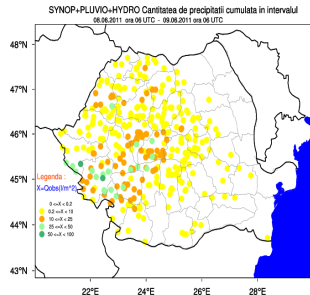 SYNOP+PLUVIO+HYDRO Cantitatea de precipitatii cumulata in intervalul
08.06.2011 ora 06 UTC - 09.06.2011 ora 06 UTC
48°N
47°N
46°N
45°N
44°N
43°N
Legenda :
X=Qobs(l/m^2)
0 <=X < 0.2
0.2 <=X < 10
10 <=X < 25
25 <=X < 50
50 <=X < 100
22°E
24°E
26°E
28°E